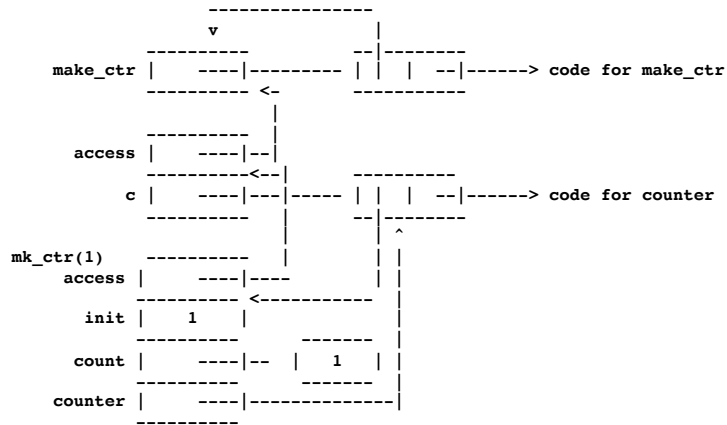 make_ctr code for make_ctr
access
c code for counter
mk_ctr(1)
access
init 1
count 1
counter